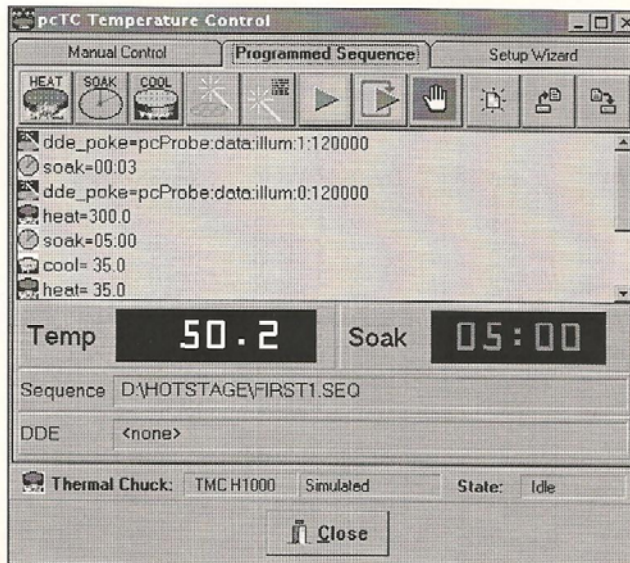 pcTC Temperature Control
Manual Control Programmed Sequence Setup Wizard
HEAT SOAK COOL
dde_poke=pcProbe:data:illum:1:120000
soak=00:03
dde_poke=pcProbe:data:illum:0:120000
heat=300.0
soak=05:00
cool= 35.0
heat= 35.0
Temp 50.2 Soak 05:00
Sequence D:\HOTSTAGE\FIRST1.SEQ
DDE <none>
Thermal Chuck: TMC H1000 Simulated State: Idle
Close